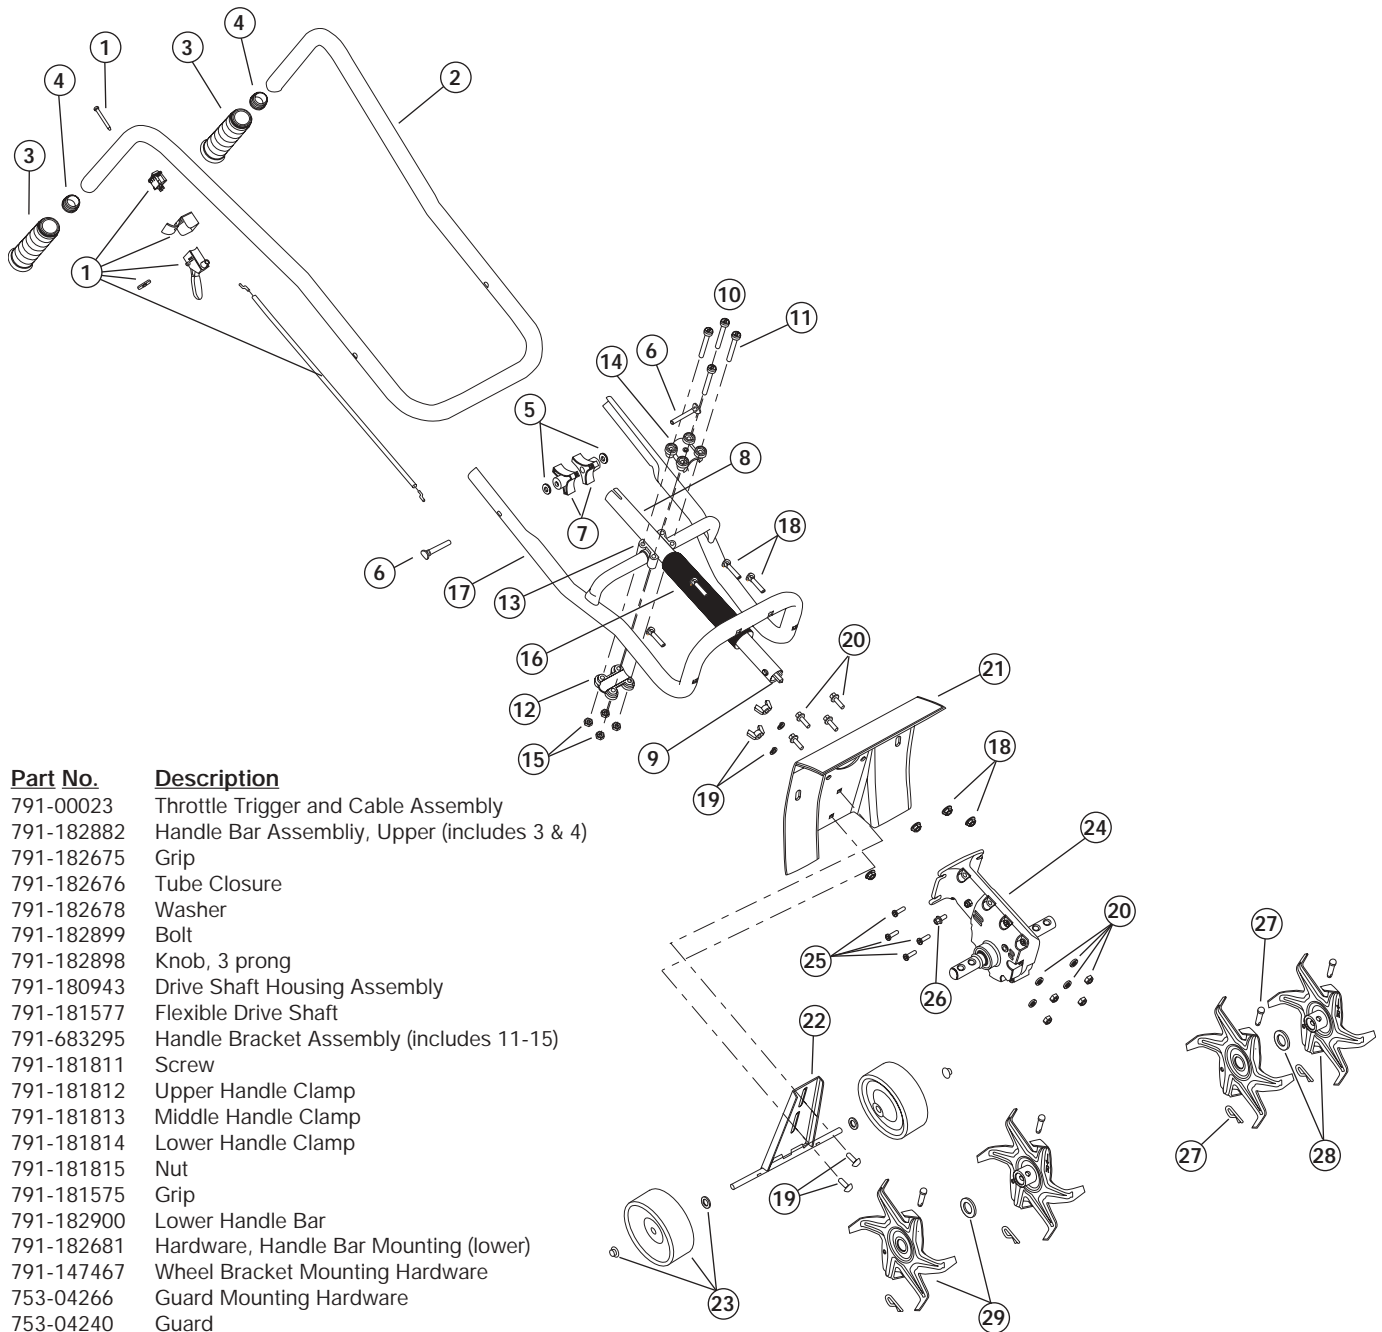 4
1
3
4
2
3
1
10
11
6
14
5
8
7
18
6
17
13
16
20
21
12
9
15
19
18
24
20
25
27
26
22
27
28
19
23
29
Part No. Description
791-00023 Throttle Trigger and Cable Assembly
791-182882 Handle Bar Assembliy, Upper (includes 3 & 4)
791-182675 Grip
791-182676 Tube Closure
791-182678 Washer
791-182899 Bolt
791-182898 Knob, 3 prong
791-180943 Drive Shaft Housing Assembly
791-181577 Flexible Drive Shaft
791-683295 Handle Bracket Assembly (includes 11-15)
791-181811 Screw
791-181812 Upper Handle Clamp
791-181813 Middle Handle Clamp
791-181814 Lower Handle Clamp
791-181815 Nut
791-181575 Grip
791-182900 Lower Handle Bar
791-182681 Hardware, Handle Bar Mounting (lower)
791-147467 Wheel Bracket Mounting Hardware
753-04266 Guard Mounting Hardware
753-04240 Guard